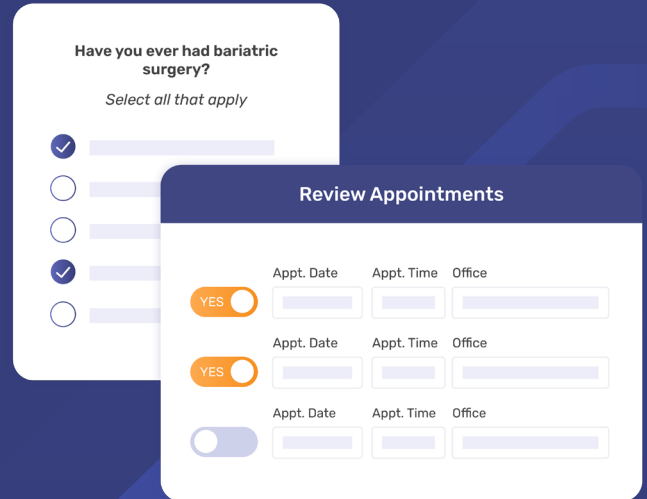 Have you ever had bariatric
surgery?
Select all that apply
Review Appointments
Appt. Date Appt. Time Office
YES
Appt. Date Appt. Time Office
YES
Appt. Date Appt. Time Office